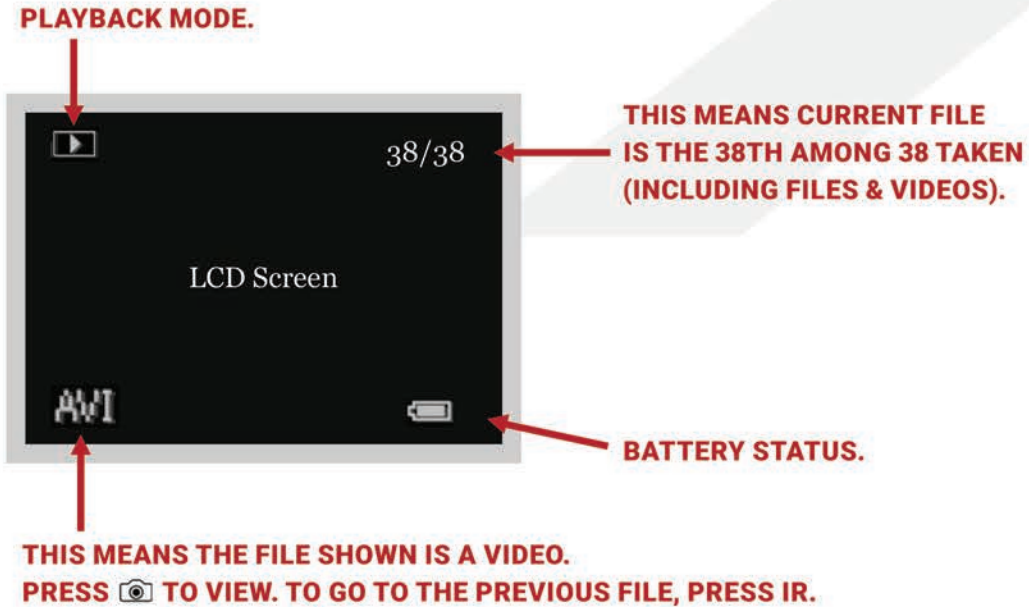 PLAYBACK MODE.
38/38
THIS MEANS CURRENT FILE
IS THE 38TH AMONG 38 TAKEN
(INCLUDING FILES & VIDEOS).
LCD Screen
AVI
BATTERY STATUS.
THIS MEANS THE FILE SHOWN IS A VIDEO.
PRESS TO VIEW. TO GO TO THE PREVIOUS FILE, PRESS IR.